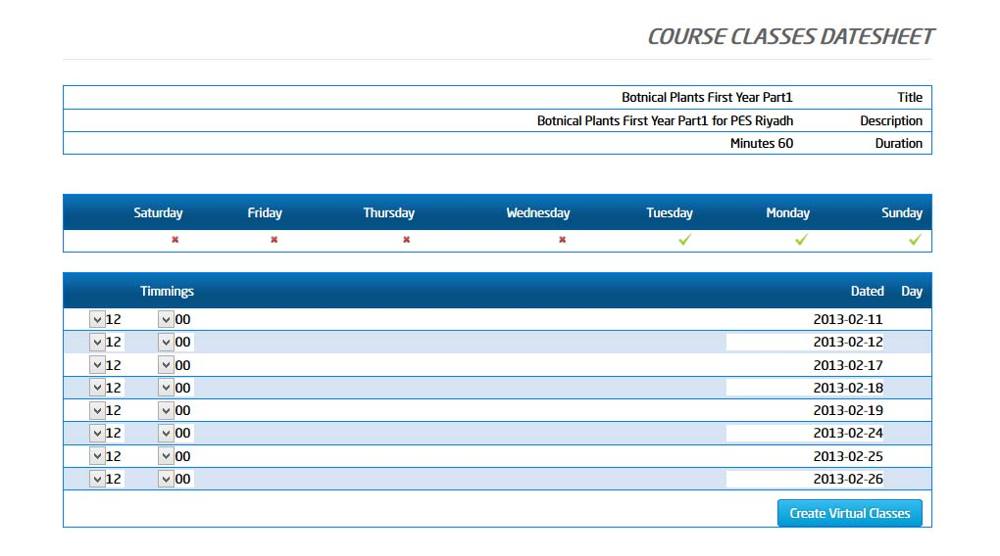 COURSE CLASSES DATESHEET
Title Botnical Plants First Year Part1
Description Botnical Plants First Year Part1 for PES Riyadh
Duration Minutes 60
Saturday Friday Thursday Wednesday Tuesday Monday Sunday
Timmings Dated Day
12 00 2013-02-11
12 00 2013-02-12
12 00 2013-02-17
12 00 2013-02-18
12 00 2013-02-19
12 00 2013-02-24
12 00 2013-02-25
12 00 2013-02-26
Create Virtual Classes